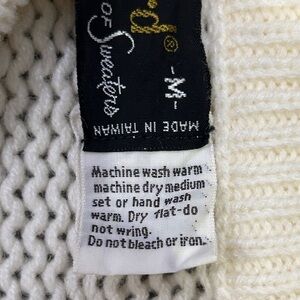 d®
OF Sweaters
-M-
MADE IN TAIWAN
Machine wash warm
machine dry medium
set or hand wash
warm. Dry flat-do
not wring.
Do not bleach or iron.